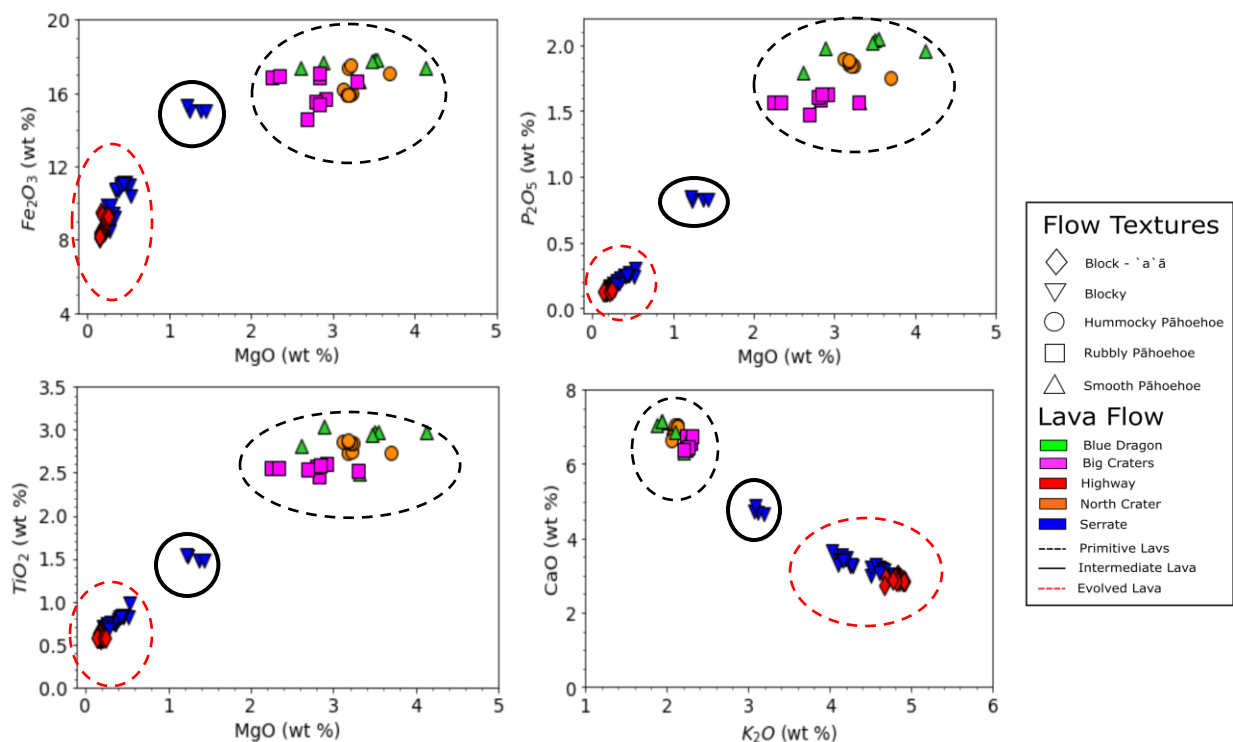 20
16
12
8
4
Fe2O3 (wt %)
0 1 2 3 4 5
MgO (wt %)
2.0
1.5
1.0
0.5
0.0
P2O5 (wt %)
0 1 2 3 4 5
MgO (wt %)
3.5
3.0
2.5
2.0
1.5
1.0
0.5
0.0
TiO2 (wt %)
0 1 2 3 4 5
MgO (wt %)
8
6
4
2
0
CaO (wt %)
1 2 3 4 5 6
K2O (wt %)
Flow Textures
Block - `a`ā
Blocky
Hummocky Pāhoehoe
Rubbly Pāhoehoe
Smooth Pāhoehoe
Lava Flow
Blue Dragon
Big Craters
Highway
North Crater
Serrate
Primitive Lavs
Intermediate Lava
Evolved Lava